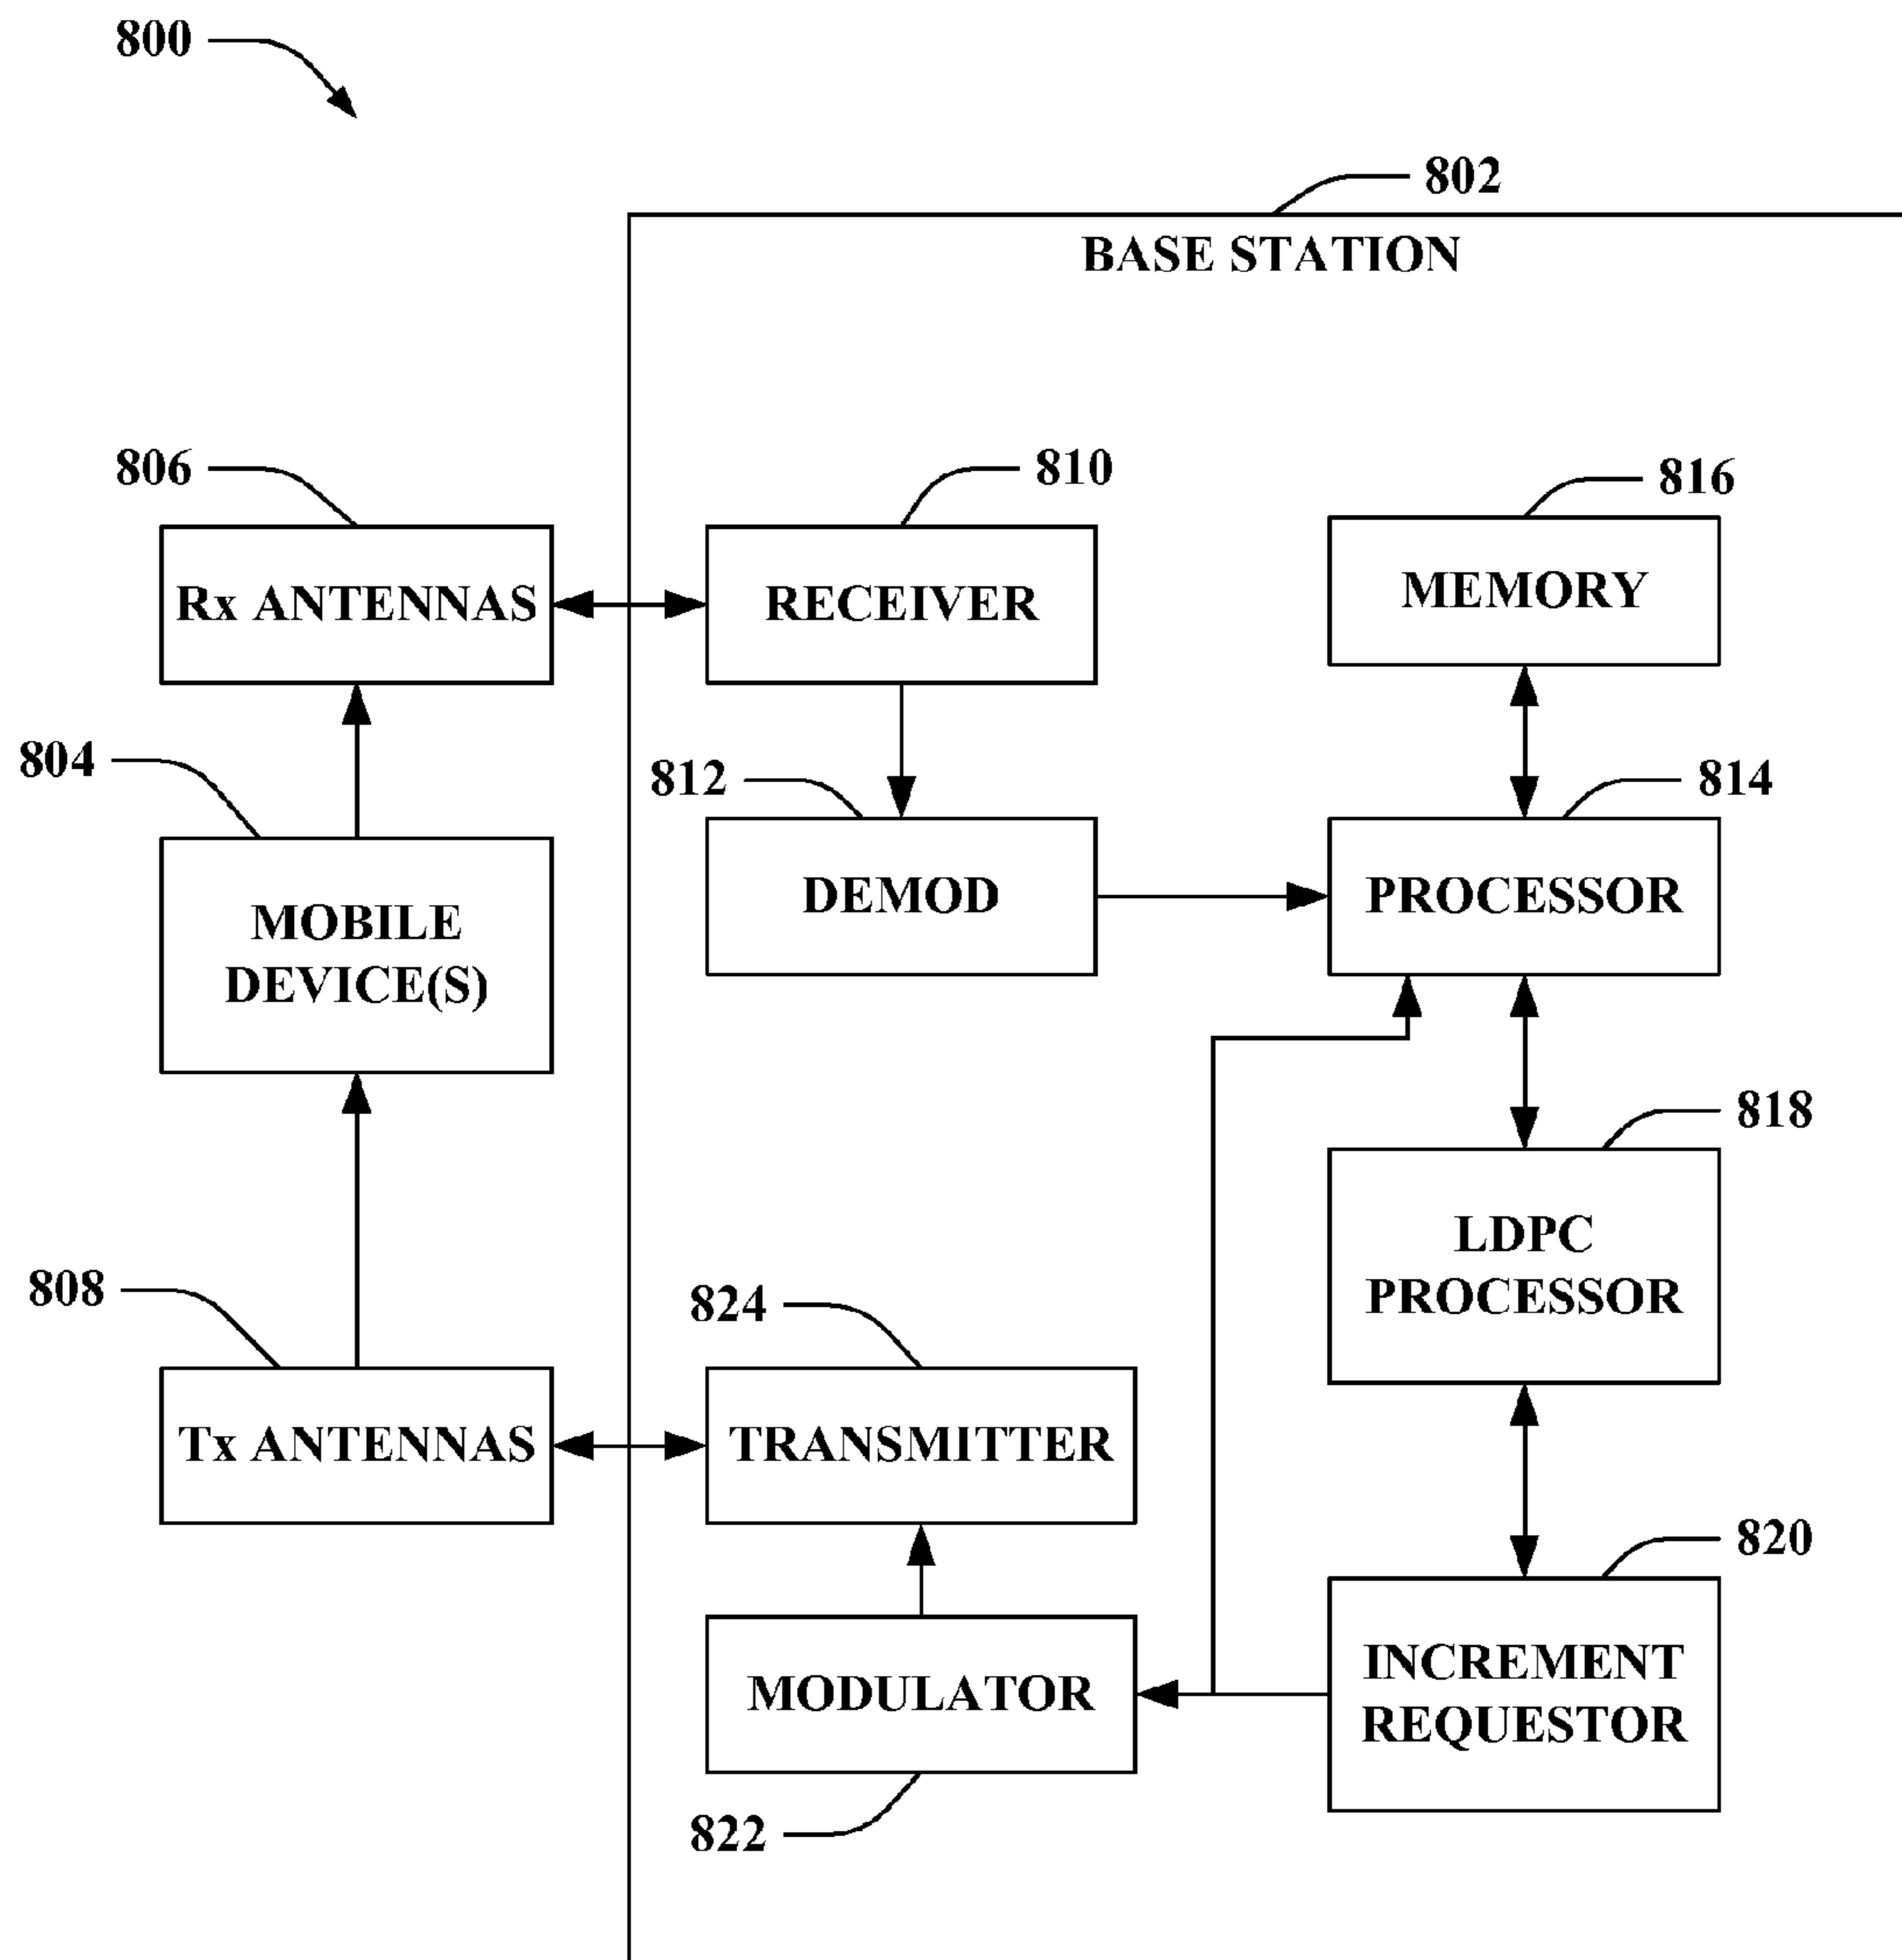 800
802
BASE STATION
806
810
816
Rx ANTENNAS
RECEIVER
MEMORY
804
812
814
MOBILE
DEVICE(S)
DEMOD
PROCESSOR
818
808
824
LDPC
PROCESSOR
Tx ANTENNAS
TRANSMITTER
820
MODULATOR
INCREMENT
REQUESTOR
822